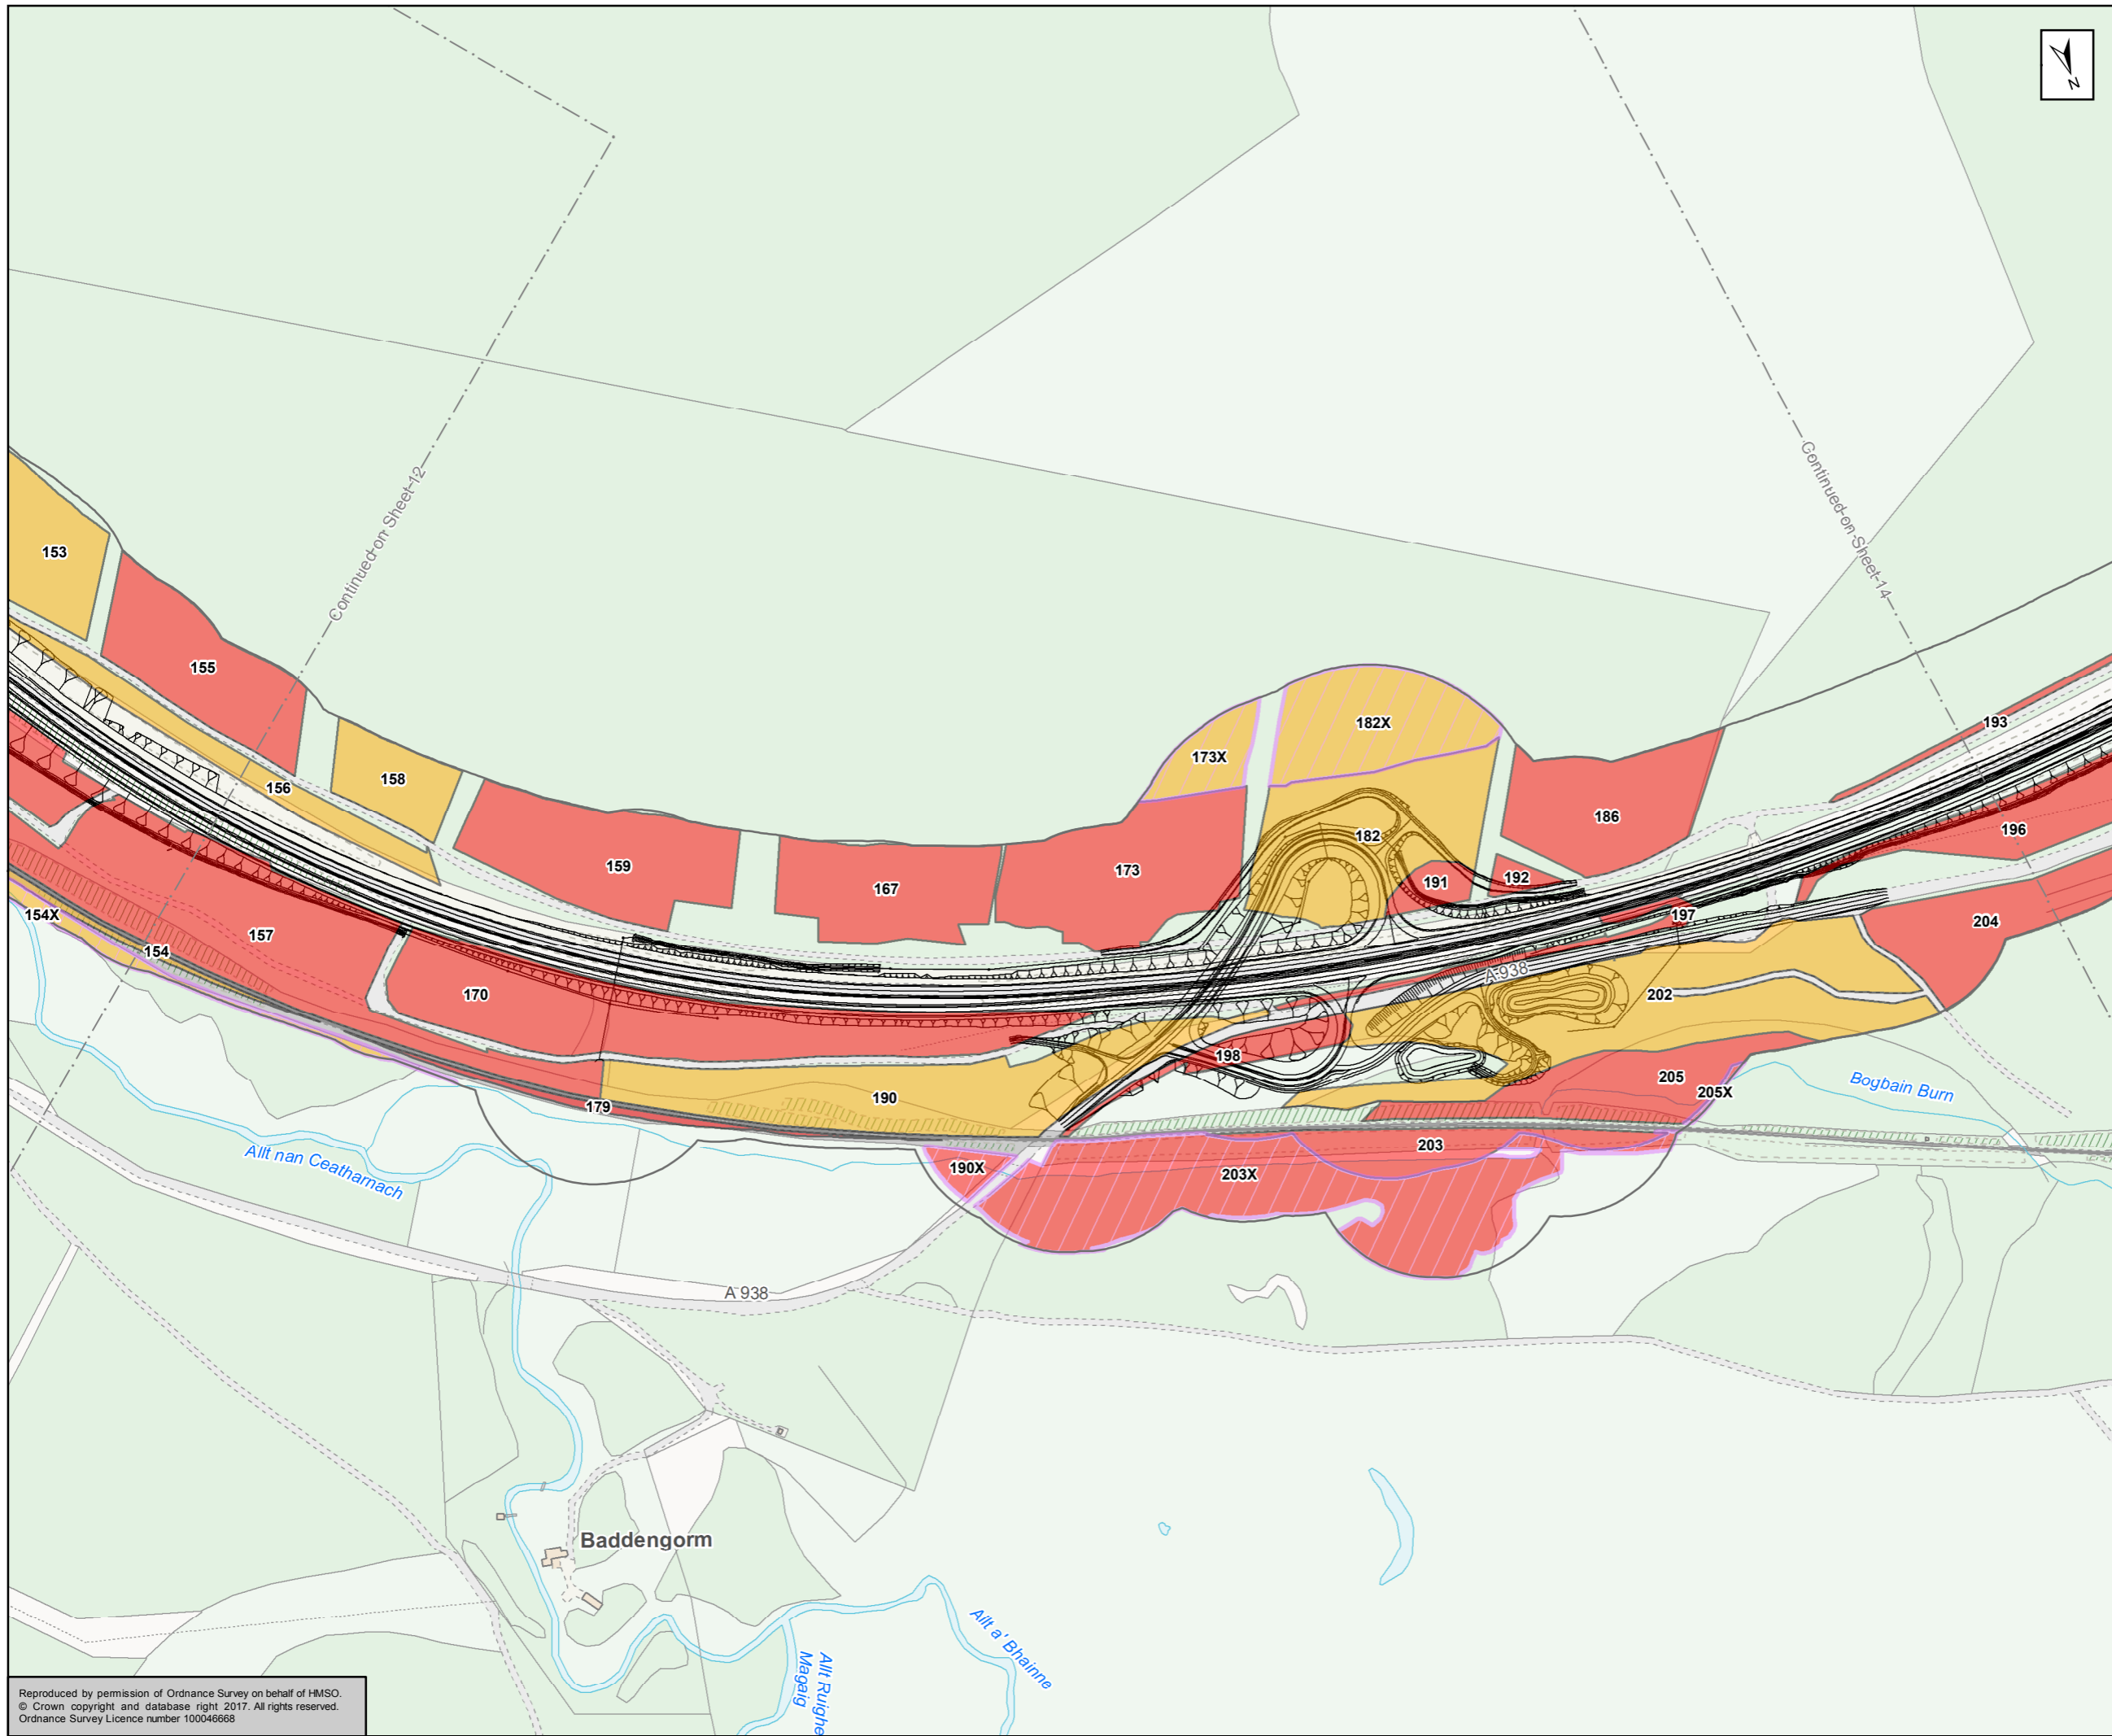 N
Continued on Sheet 12
Continued on Sheet 14
153
155
156
158
159
167
173
173X
182X
182
186
191
192
193
196
197
204
154X
154
157
170
A 938
202
198
190
179
190X
203X
203
205
205X
Bogbain Burn
Allt nan Ceatharnach
A 938
Baddengorm
Allt a' Bhainne
Allt Ruighe
Magaig
Reproduced by permission of Ordnance Survey on behalf of HMSO.
© Crown copyright and database right 2017. All rights reserved.
Ordnance Survey Licence number 100046668